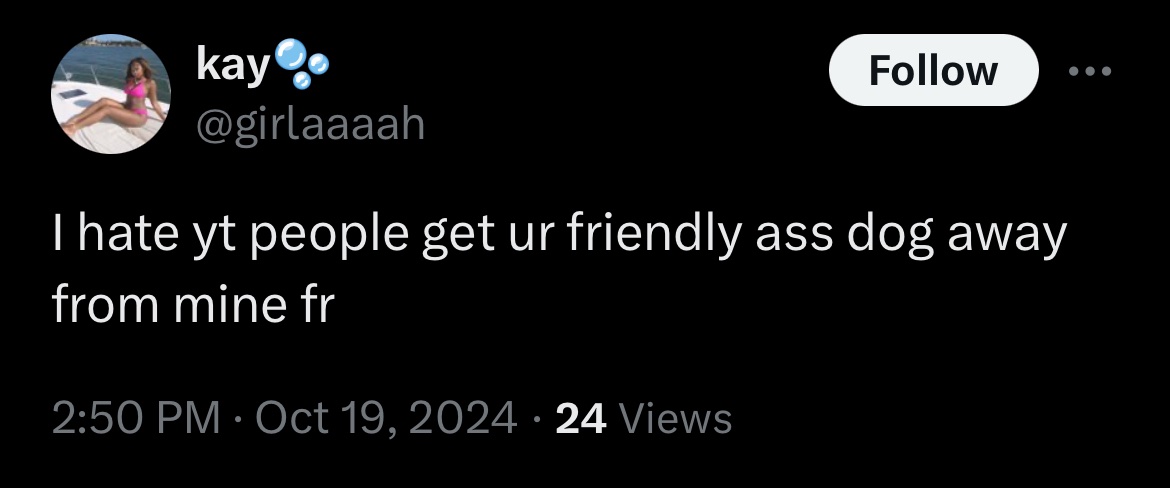 kay🫧
Follow
@girlaaaah
I hate yt people get ur friendly ass dog away
from mine fr
2:50 PM · Oct 19, 2024 · 24 Views